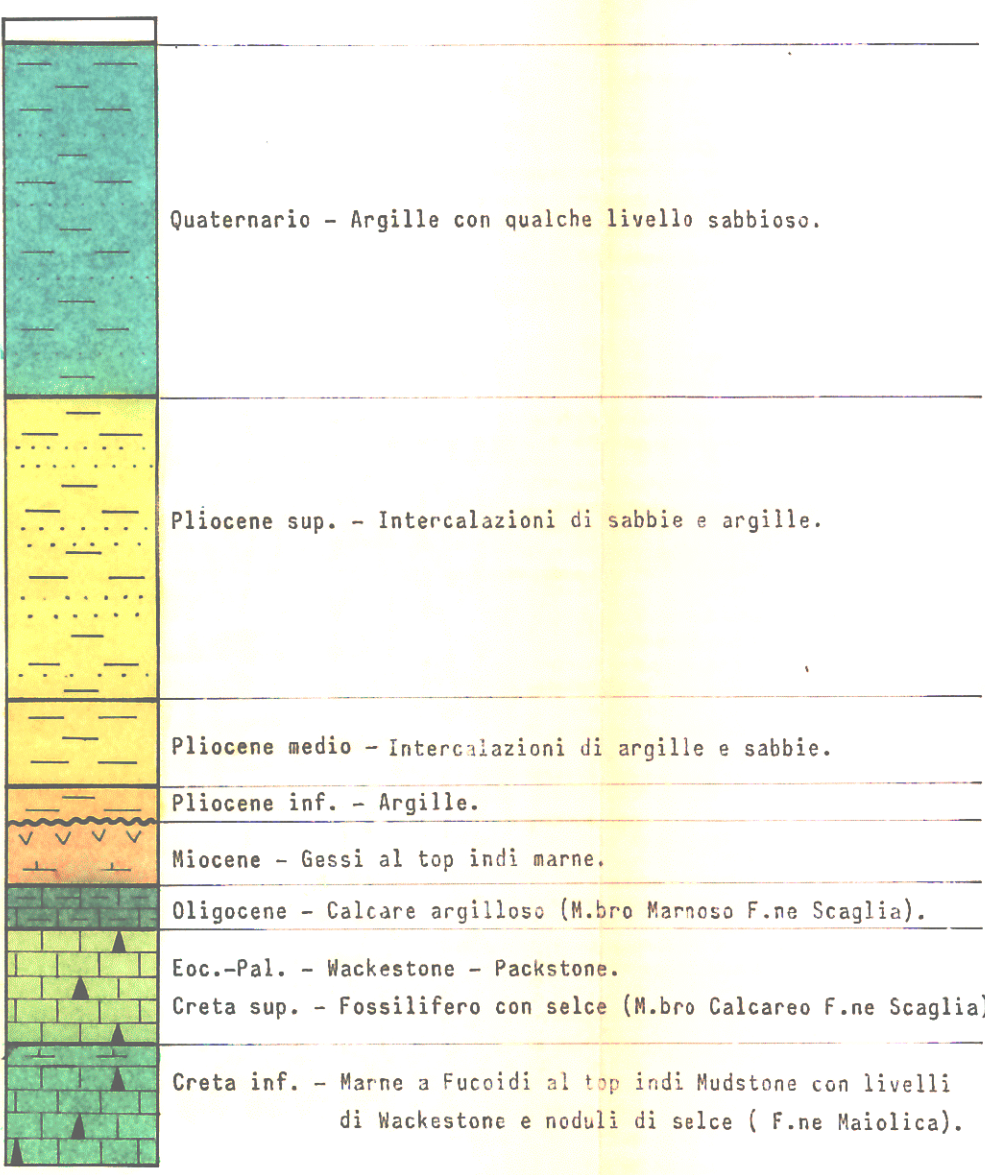 Quaternario - Argille con qualche livello sabbioso.
Pliocene sup. - Intercalazioni di sabbie e argille.
Pliocene medio - Intercalazioni di argille e sabbie.
Pliocene inf. - Argille.
Miocene - Gessi al top indi marne.
Oligocene - Calcare argilloso (M.bro Marnoso F.ne Scaglia).
Eoc.-Pal. - Wackestone - Packstone.
Creta sup. - Fossilifero con selce (M.bro Calcareo F.ne Scaglia)
Creta inf. - Marne a Fucoidi al top indi Mudstone con livelli
di Wackestone e noduli di selce ( F.ne Maiolica).